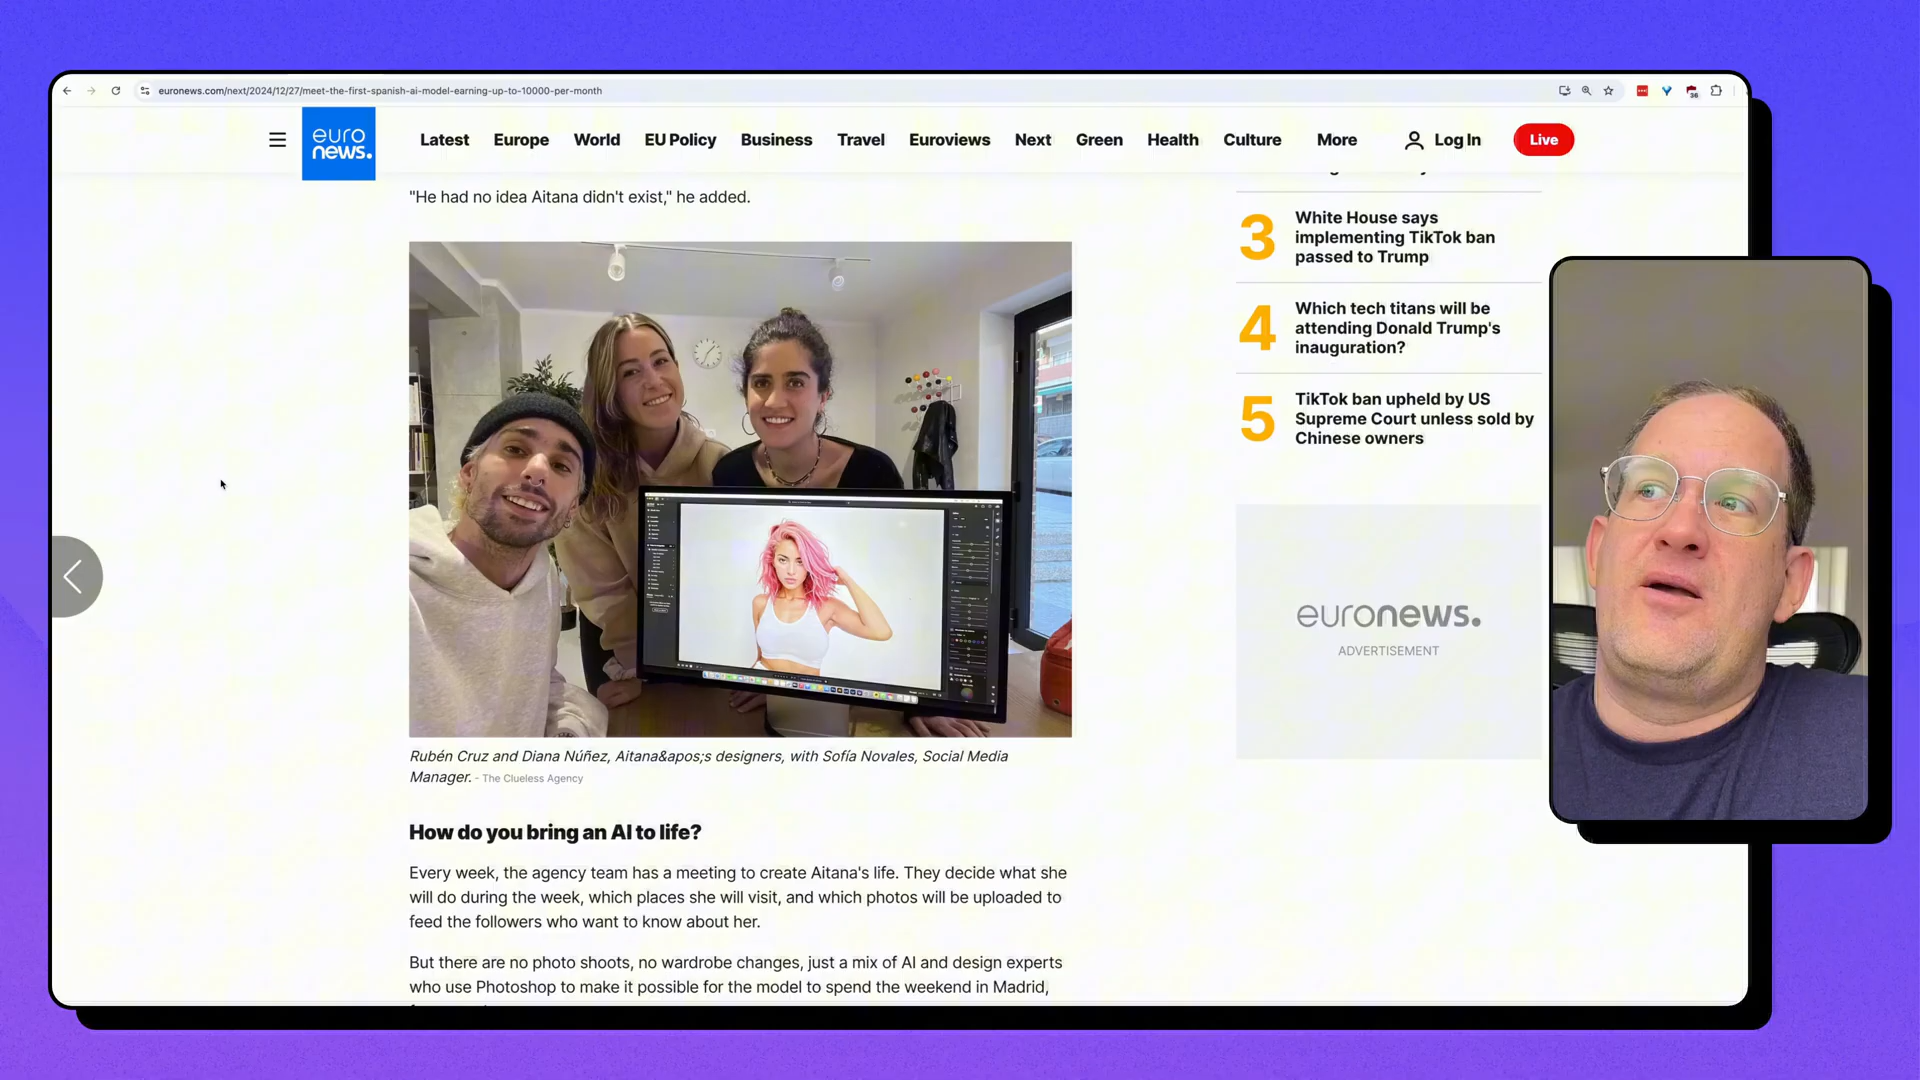 euronews.com/next/2024/12/27/meet-the-first-spanish-ai-model-earning-up-to-10000-per-month
36
euro
news.
Latest
Europe
World
EU Policy
Business
Travel
Euroviews
Next
Green
Health
Culture
More
Log In
Live
"He had no idea Aitana didn't exist," he added.
Rubén Cruz and Diana Núñez, Aitana&apos;s designers, with Sofía Novales, Social Media
Manager. - The Clueless Agency
How do you bring an AI to life?
Every week, the agency team has a meeting to create Aitana's life. They decide what she
will do during the week, which places she will visit, and which photos will be uploaded to
feed the followers who want to know about her.
But there are no photo shoots, no wardrobe changes, just a mix of AI and design experts
who use Photoshop to make it possible for the model to spend the weekend in Madrid,
3
White House says
implementing TikTok ban
passed to Trump
4
Which tech titans will be
attending Donald Trump's
inauguration?
5
TikTok ban upheld by US
Supreme Court unless sold by
Chinese owners
euronews.
ADVERTISEMENT